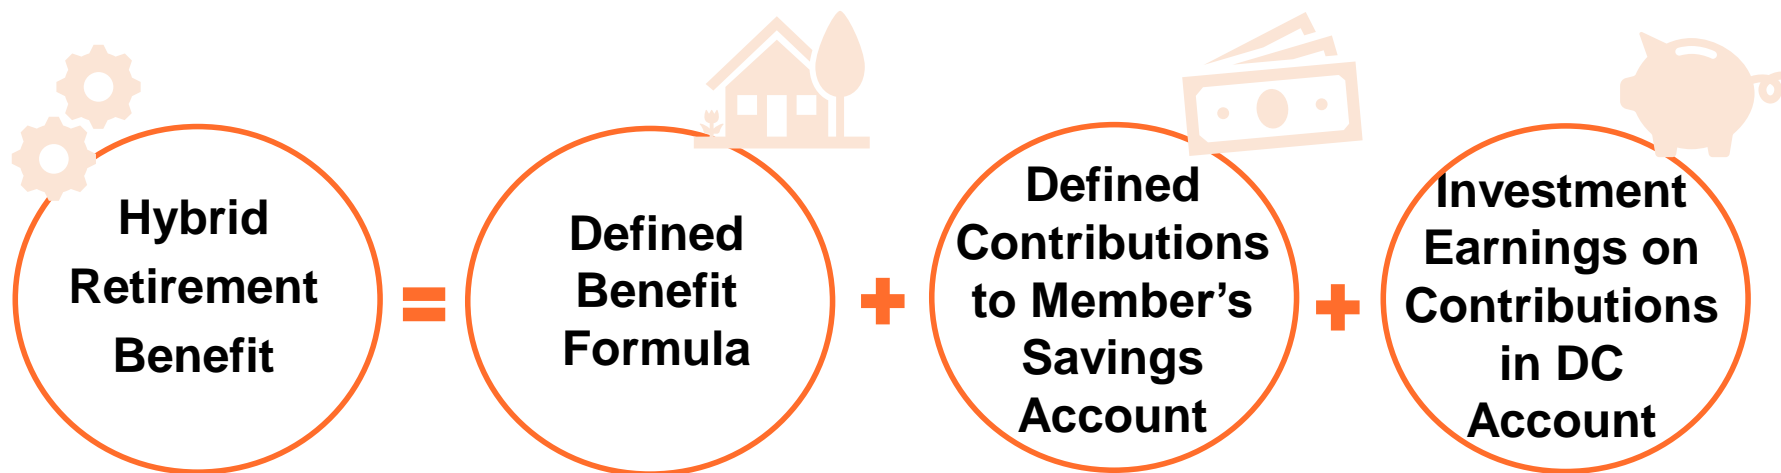 Hybrid
Retirement
Benefit
=
Defined
Benefit
Formula
+
Defined
Contributions
to Member’s
Savings
Account
+
Investment
Earnings on
Contributions
in DC
Account